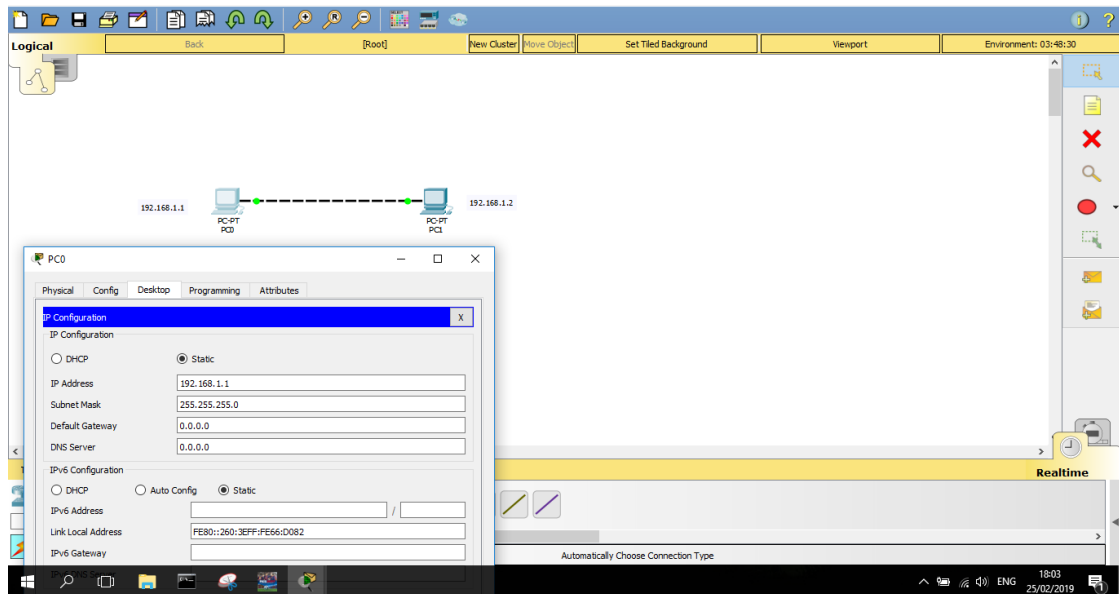 Logical Back [Root] New Cluster Move Object Set Tiled Background Viewport Environment: 03:48:30
192.168.1.1 192.168.1.2
PC-PT PC-PT
PC0 PC1
PC0
Physical Config Desktop Programming Attributes
IP Configuration X
IP Configuration
DHCP Static
IP Address 192.168.1.1
Subnet Mask 255.255.255.0
Default Gateway 0.0.0.0
DNS Server 0.0.0.0
IPv6 Configuration Realtime
DHCP Auto Config Static
IPv6 Address /
Link Local Address FE80::260:3EFF:FE66:D082
IPv6 Gateway Automatically Choose Connection Type
IPv6 DNS Server
ENG 18:03
25/02/2019